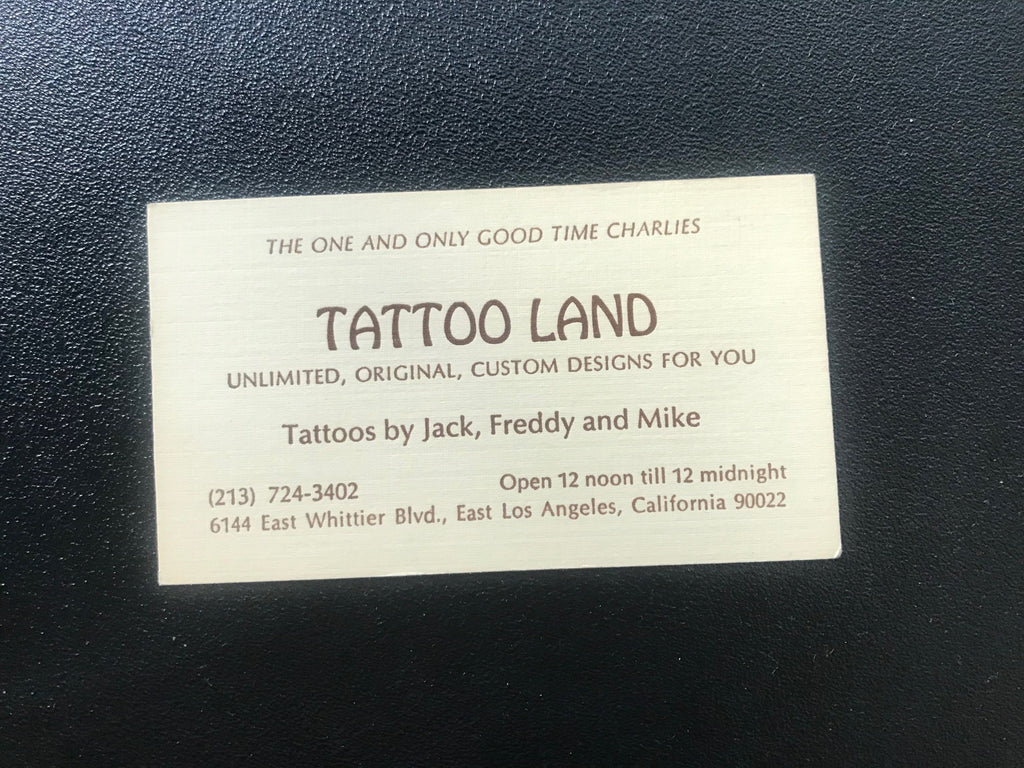 THE ONE AND ONLY GOOD TIME CHARLIES
TATTOO LAND
UNLIMITED, ORIGINAL, CUSTOM DESIGNS FOR YOU
Tattoos by Jack, Freddy and Mike
(213) 724-3402 Open 12 noon till 12 midnight
6144 East Whittier Blvd., East Los Angeles, California 90022